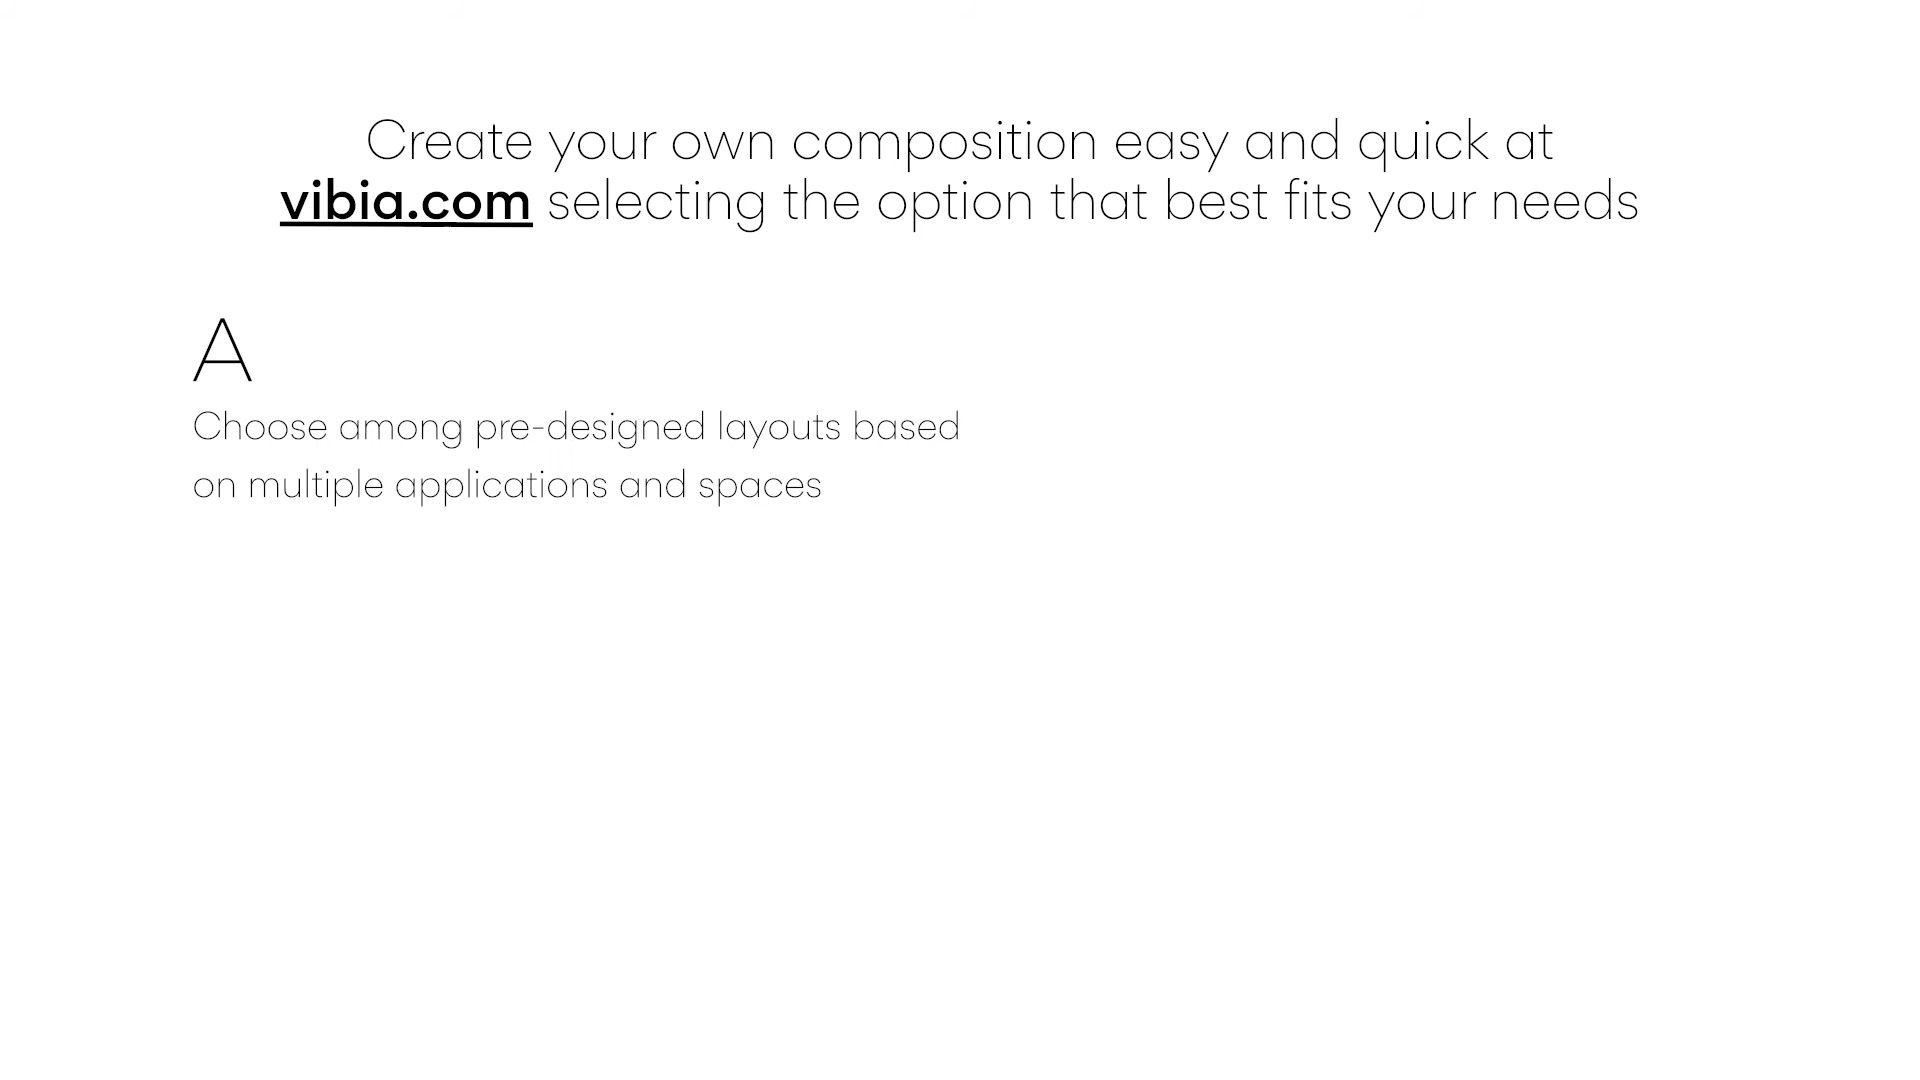 Create your own composition easy and quick at
vibia.com selecting the option that best fits your needs
A
Choose among pre-designed layouts based
on multiple applications and spaces